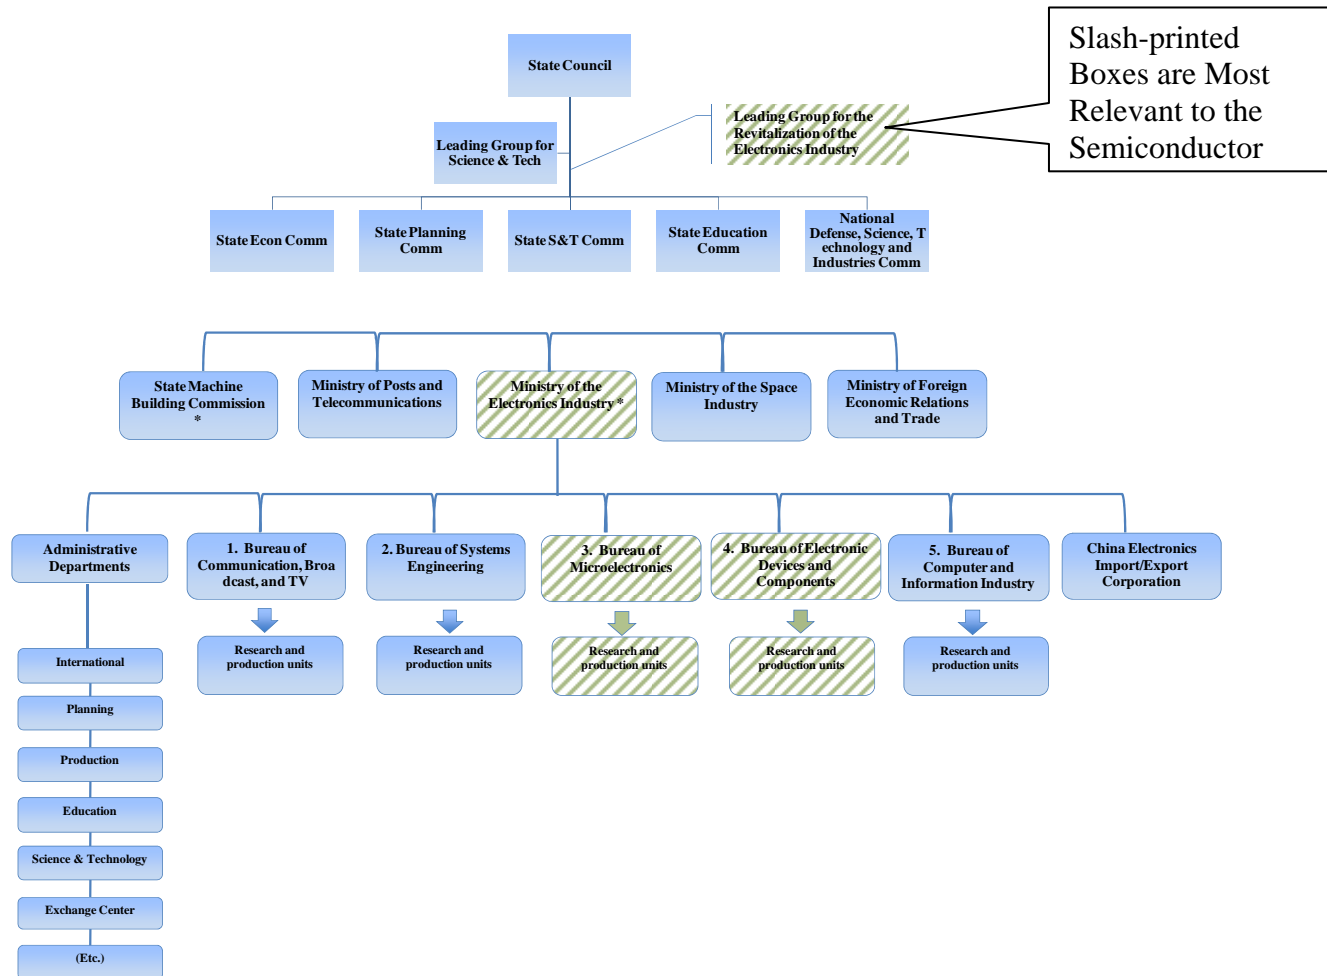 State Council
Slash-printed
Boxes are Most
Relevant to the
Semiconductor
Leading Group for the
Revitalization of the
Electronics Industry
Leading Group for
Science & Tech
State Econ Comm
State Planning
Comm
State S&T Comm
State Education
Comm
National
Defense, Science, T
echnology and
Industries Comm
State Machine
Building Commission
*
Ministry of Posts and
Telecommunications
Ministry of the
Electronics Industry *
Ministry of the Space
Industry
Ministry of Foreign
Economic Relations
and Trade
Administrative
Departments
1. Bureau of
Communication, Broa
dcast, and TV
2. Bureau of Systems
Engineering
3. Bureau of
Microelectronics
4. Bureau of Electronic
Devices and
Components
5. Bureau of
Computer and
Information Industry
China Electronics
Import/Export
Corporation
Research and
production units
Research and
production units
Research and
production units
Research and
production units
Research and
production units
International
Planning
Production
Education
Science & Technology
Exchange Center
(Etc.)